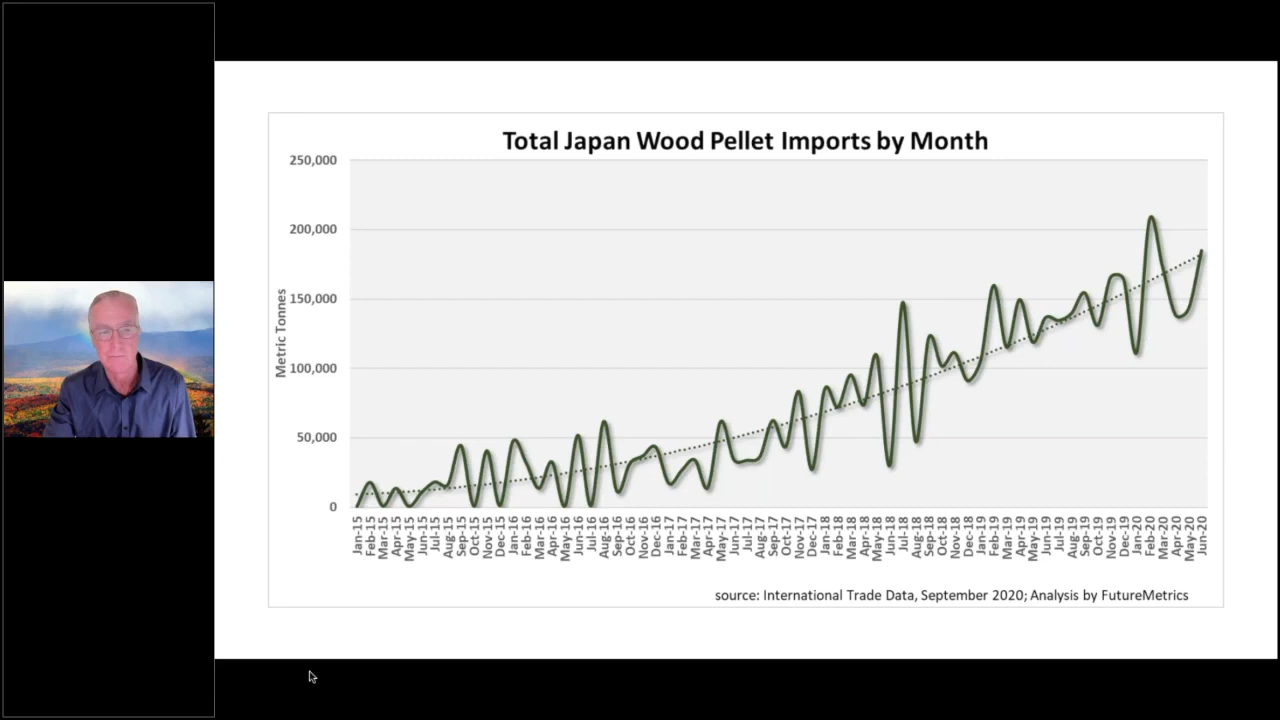 Total Japan Wood Pellet Imports by Month
Metric Tonnes
250,000
200,000
150,000
100,000
50,000
0
Jan-15
Feb-15
Mar-15
Apr-15
May-15
Jun-15
Jul-15
Aug-15
Sep-15
Oct-15
Nov-15
Dec-15
Jan-16
Feb-16
Mar-16
Apr-16
May-16
Jun-16
Jul-16
Aug-16
Sep-16
Oct-16
Nov-16
Dec-16
Jan-17
Feb-17
Mar-17
Apr-17
May-17
Jun-17
Jul-17
Aug-17
Sep-17
Oct-17
Nov-17
Dec-17
Jan-18
Feb-18
Mar-18
Apr-18
May-18
Jun-18
Jul-18
Aug-18
Sep-18
Oct-18
Nov-18
Dec-18
Jan-19
Feb-19
Mar-19
Apr-19
May-19
Jun-19
Jul-19
Aug-19
Sep-19
Oct-19
Nov-19
Dec-19
Jan-20
Feb-20
Mar-20
Apr-20
May-20
Jun-20
source: International Trade Data, September 2020; Analysis by FutureMetrics